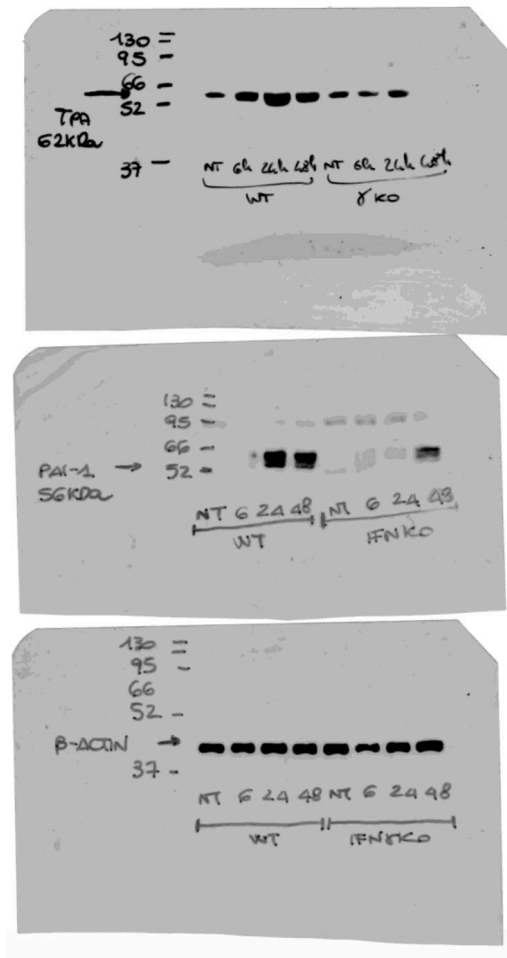 130
95
66
52
TPA
62KDa
37
NT 6h 24h 48h NT 6h 24h 48h
WT γ KO
130
95
66
PAI-1 → 52
56KDa
NT 6 24 48 NT 6 24 48
WT IFNKO
130
95
66
52
β-ACTIN →
37
NT 6 24 48 NT 6 24 48
WT IFNγKO